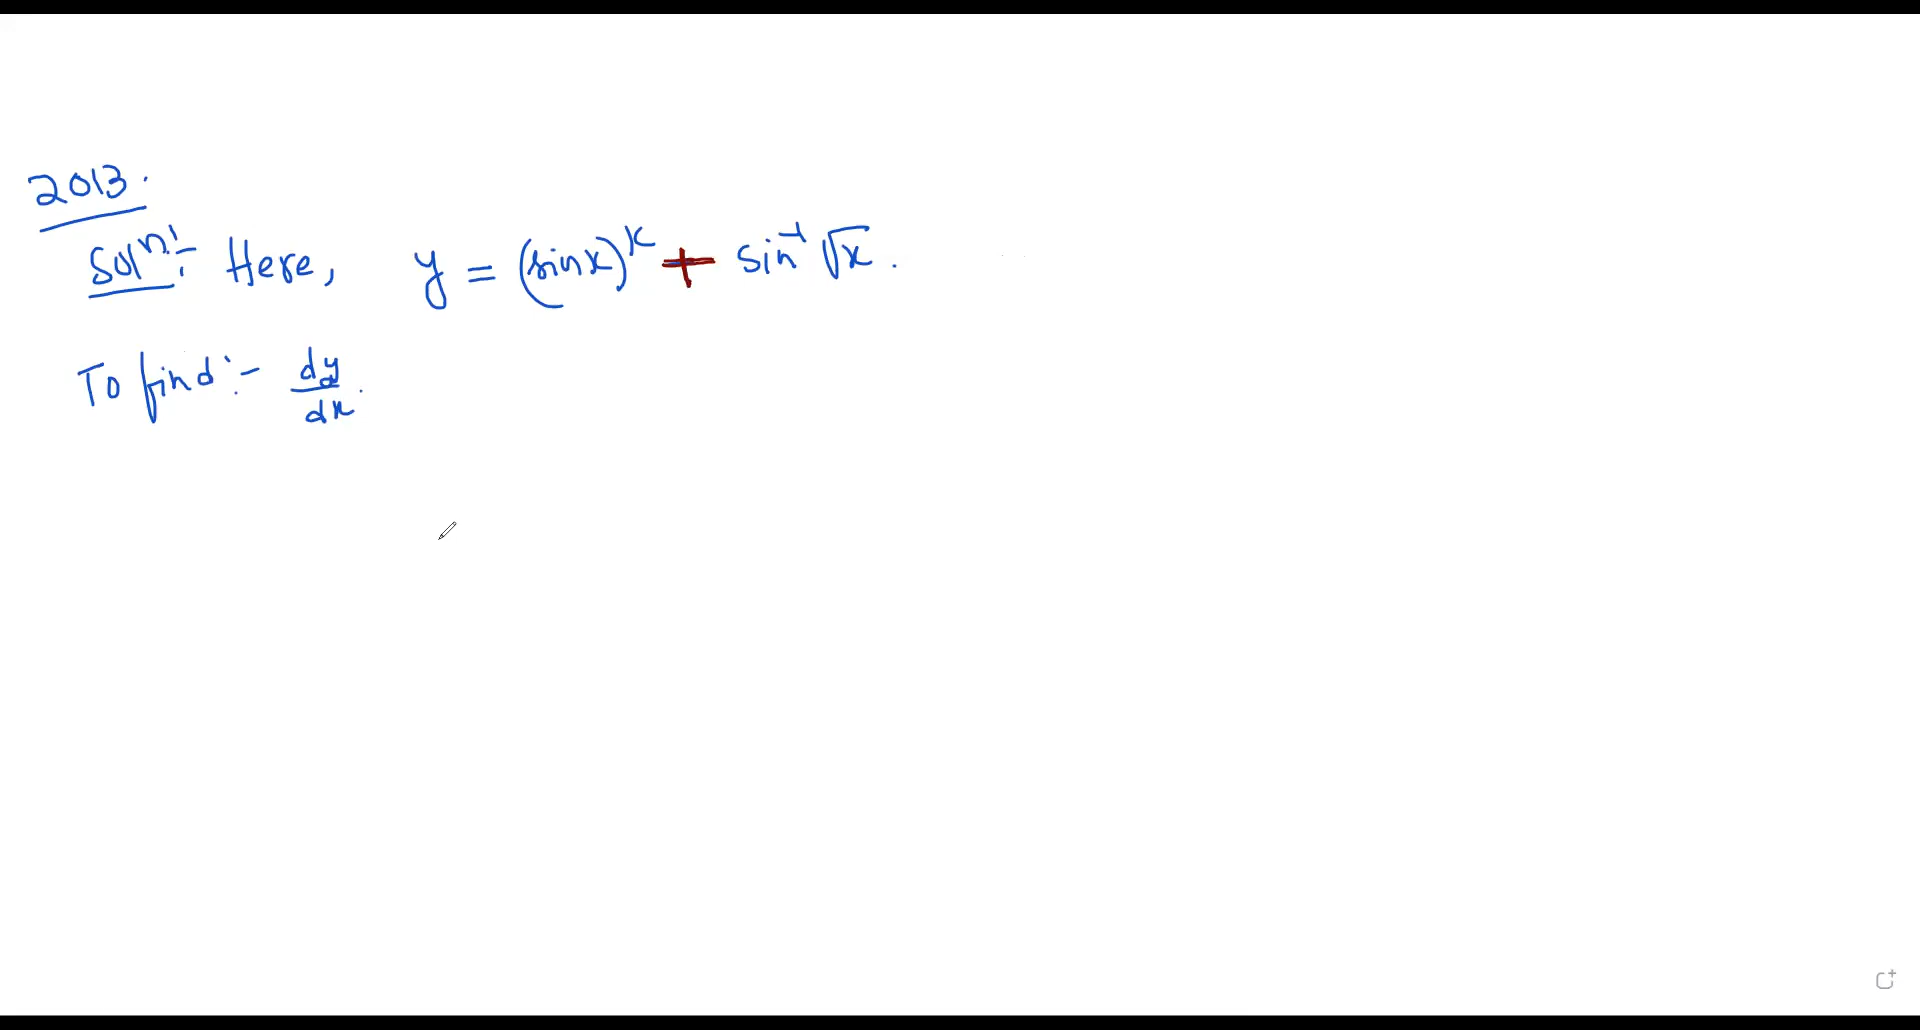 2013.
Solⁿ:- Here, y = (sinx)ˣ + sin⁻¹ √x .
To find :- dy/dx .